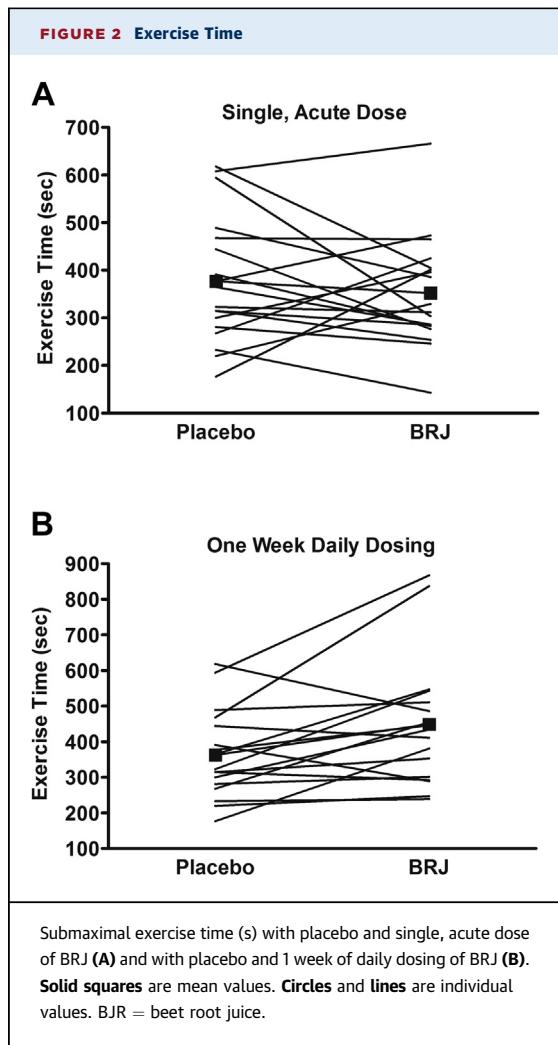 FIGURE 2 Exercise Time
A
Single, Acute Dose
Exercise Time (sec)
700
600
500
400
300
200
100
Placebo BRJ
B
One Week Daily Dosing
Exercise Time (sec)
900
800
700
600
500
400
300
200
100
Placebo BRJ
Submaximal exercise time (s) with placebo and single, acute dose
of BRJ (A) and with placebo and 1 week of daily dosing of BRJ (B).
Solid squares are mean values. Circles and lines are individual
values. BJR = beet root juice.